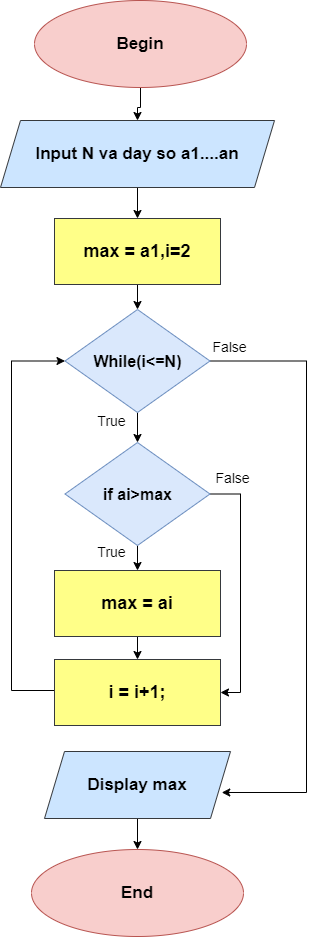 Begin
Input N va day so a1....an
max = a1,i=2
While(i<=N)
False
True
if ai>max
False
True
max = ai
i = i+1;
Display max
End